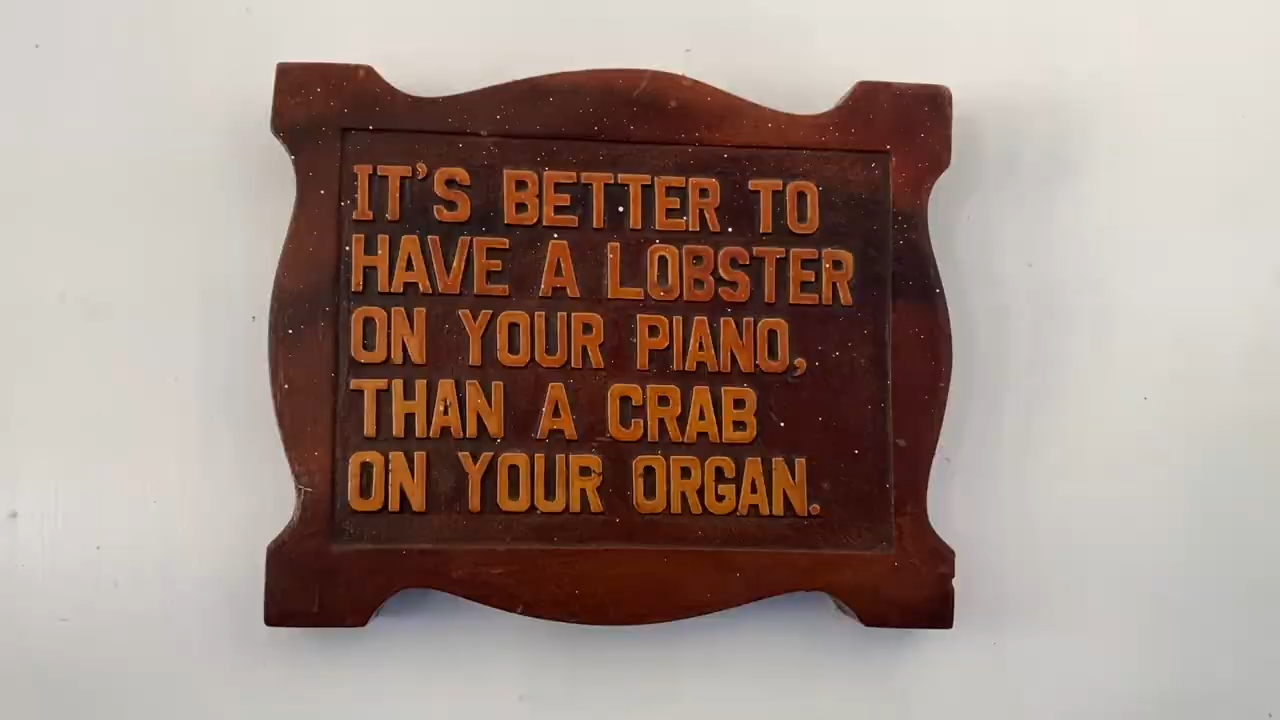 IT'S BETTER TO
HAVE A LOBSTER
ON YOUR PIANO,
THAN A CRAB
ON YOUR ORGAN.